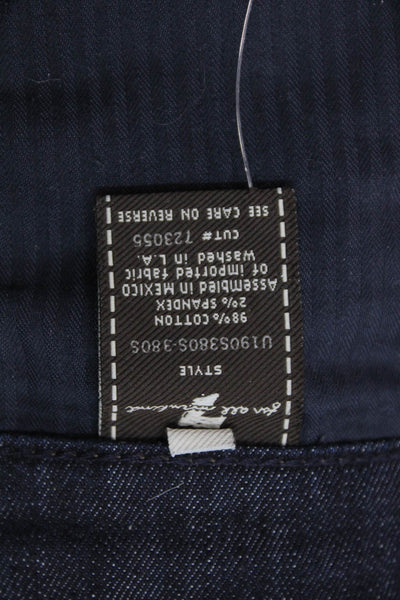 7
for all mankind
STYLE
U190S380S-380S
98% COTTON
2% SPANDEX
Assembled in MEXICO
of imported fabric
Washed in L.A.
CUT# 723055
SEE CARE ON REVERSE